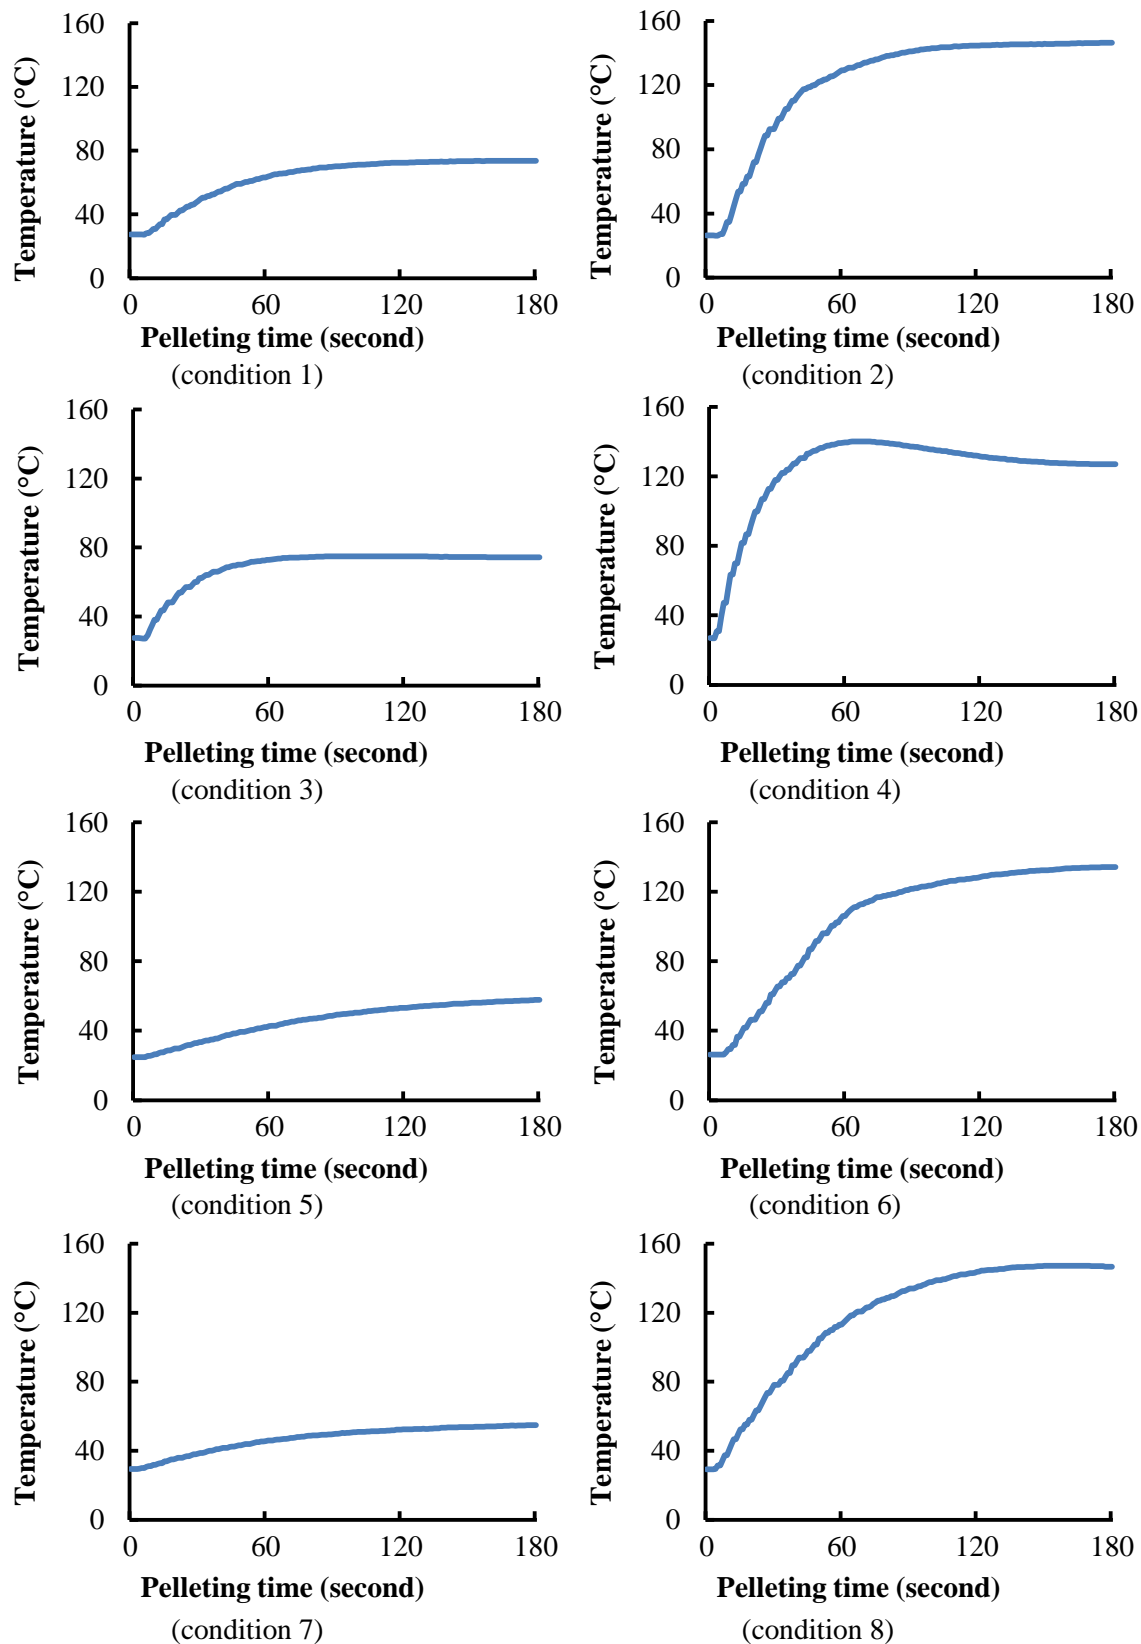 Temperature (°C)
160
120
80
40
0
0 60 120 180
Pelleting time (second)
(condition 1)
Temperature (°C)
160
120
80
40
0
0 60 120 180
Pelleting time (second)
(condition 2)
Temperature (°C)
160
120
80
40
0
0 60 120 180
Pelleting time (second)
(condition 3)
Temperature (°C)
160
120
80
40
0
0 60 120 180
Pelleting time (second)
(condition 4)
Temperature (°C)
160
120
80
40
0
0 60 120 180
Pelleting time (second)
(condition 5)
Temperature (°C)
160
120
80
40
0
0 60 120 180
Pelleting time (second)
(condition 6)
Temperature (°C)
160
120
80
40
0
0 60 120 180
Pelleting time (second)
(condition 7)
Temperature (°C)
160
120
80
40
0
0 60 120 180
Pelleting time (second)
(condition 8)